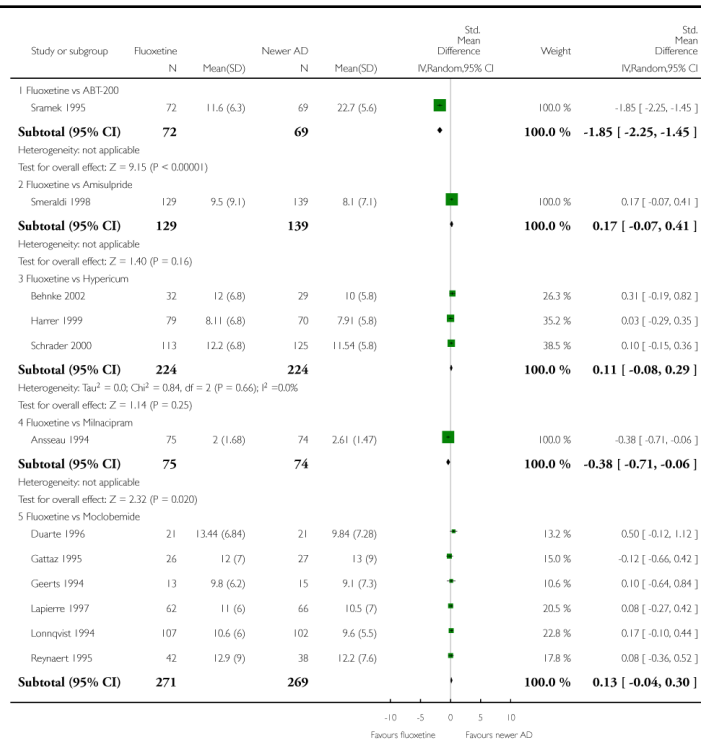 Study or subgroup Fluoxetine Newer AD Std. Mean Difference Weight Std. Mean Difference
N Mean(SD) N Mean(SD) IV,Random,95% CI IV,Random,95% CI
1 Fluoxetine vs ABT-200
Sramek 1995 72 11.6 (6.3) 69 22.7 (5.6) 100.0 % -1.85 [ -2.25, -1.45 ]
Subtotal (95% CI) 72 69 100.0 % -1.85 [ -2.25, -1.45 ]
Heterogeneity: not applicable
Test for overall effect: Z = 9.15 (P < 0.00001)
2 Fluoxetine vs Amisulpride
Smeraldi 1998 129 9.5 (9.1) 139 8.1 (7.1) 100.0 % 0.17 [ -0.07, 0.41 ]
Subtotal (95% CI) 129 139 100.0 % 0.17 [ -0.07, 0.41 ]
Heterogeneity: not applicable
Test for overall effect: Z = 1.40 (P = 0.16)
3 Fluoxetine vs Hypericum
Behnke 2002 32 12 (6.8) 29 10 (5.8) 26.3 % 0.31 [ -0.19, 0.82 ]
Harrer 1999 79 8.11 (6.8) 70 7.91 (5.8) 35.2 % 0.03 [ -0.29, 0.35 ]
Schrader 2000 113 12.2 (6.8) 125 11.54 (5.8) 38.5 % 0.10 [ -0.15, 0.36 ]
Subtotal (95% CI) 224 224 100.0 % 0.11 [ -0.08, 0.29 ]
Heterogeneity: Tau² = 0.0; Chi² = 0.84, df = 2 (P = 0.66); I² =0.0%
Test for overall effect: Z = 1.14 (P = 0.25)
4 Fluoxetine vs Milnacipram
Ansseau 1994 75 2 (1.68) 74 2.61 (1.47) 100.0 % -0.38 [ -0.71, -0.06 ]
Subtotal (95% CI) 75 74 100.0 % -0.38 [ -0.71, -0.06 ]
Heterogeneity: not applicable
Test for overall effect: Z = 2.32 (P = 0.020)
5 Fluoxetine vs Moclobemide
Duarte 1996 21 13.44 (6.84) 21 9.84 (7.28) 13.2 % 0.50 [ -0.12, 1.12 ]
Gattaz 1995 26 12 (7) 27 13 (9) 15.0 % -0.12 [ -0.66, 0.42 ]
Geerts 1994 13 9.8 (6.2) 15 9.1 (7.3) 10.6 % 0.10 [ -0.64, 0.84 ]
Lapierre 1997 62 11 (6) 66 10.5 (7) 20.5 % 0.08 [ -0.27, 0.42 ]
Lonnqvist 1994 107 10.6 (6) 102 9.6 (5.5) 22.8 % 0.17 [ -0.10, 0.44 ]
Reynaert 1995 42 12.9 (9) 38 12.2 (7.6) 17.8 % 0.08 [ -0.36, 0.52 ]
Subtotal (95% CI) 271 269 100.0 % 0.13 [ -0.04, 0.30 ]
-10 -5 0 5 10
Favours fluoxetine Favours newer AD